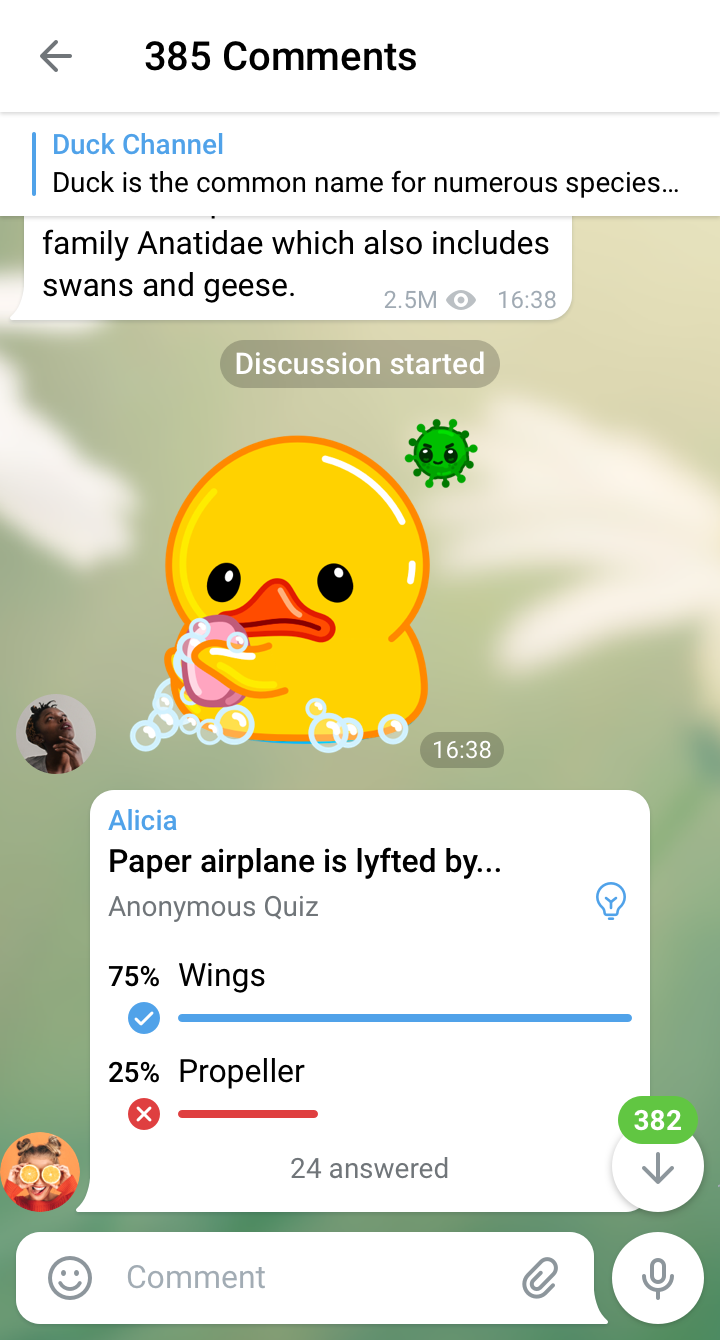 385 Comments
Duck Channel
Duck is the common name for numerous species...
family Anatidae which also includes
swans and geese.
2.5M 16:38
Discussion started
16:38
Alicia
Paper airplane is lyfted by...
Anonymous Quiz
75% Wings
25% Propeller
382
24 answered
Comment